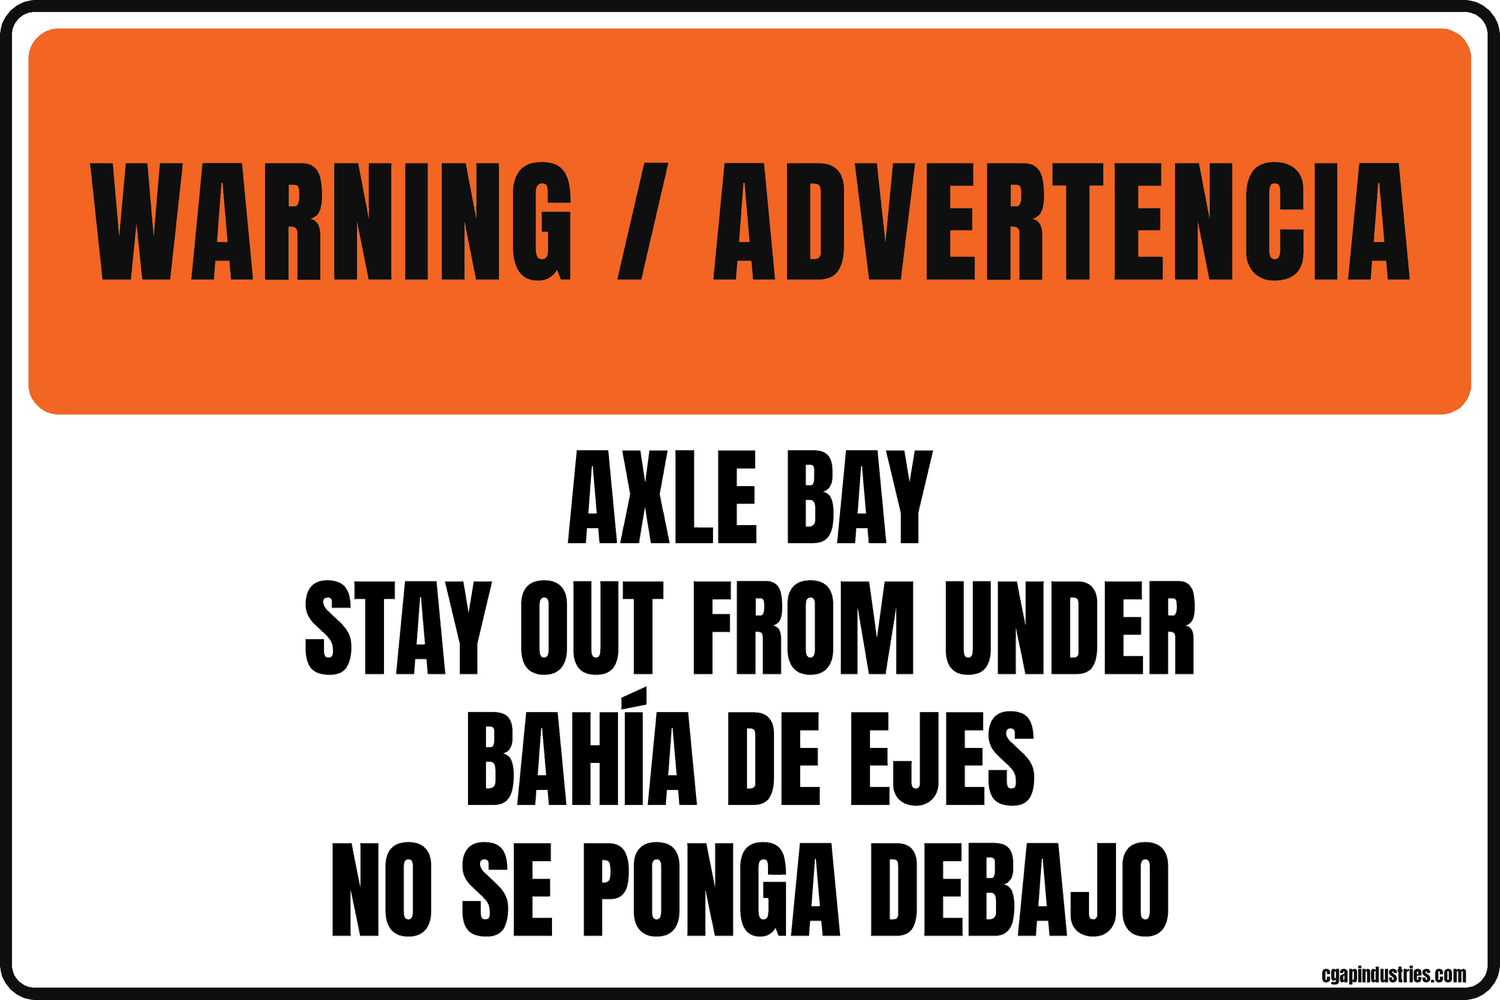 WARNING / ADVERTENCIA
AXLE BAY
STAY OUT FROM UNDER
BAHÍA DE EJES
NO SE PONGA DEBAJO
cgapindustries.com